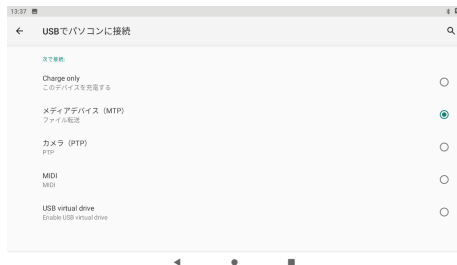 13:37
USBでパソコンに接続
次で接続:
Charge only
このデバイスを充電する
メディアデバイス（MTP）
ファイル転送
カメラ（PTP）
PTP
MIDI
MIDI
USB virtual drive
Enable USB virtual drive